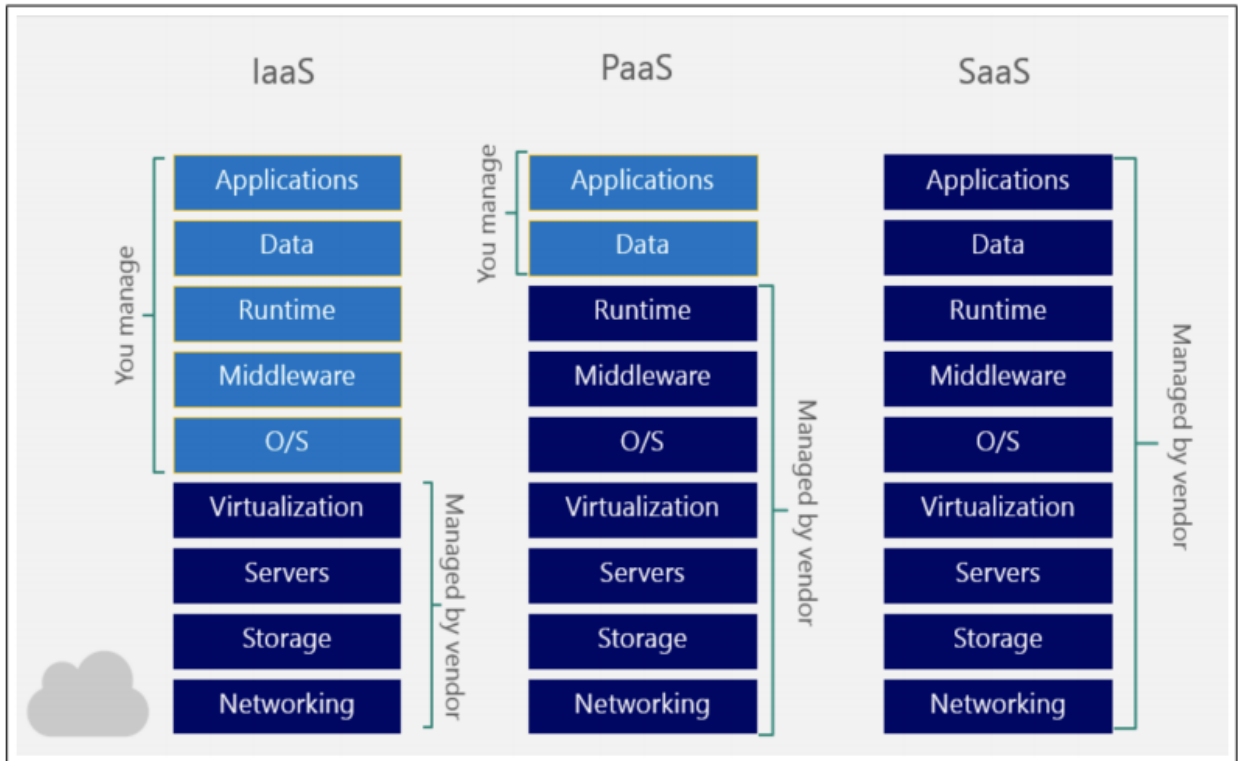 IaaS
PaaS
SaaS
You manage
Applications
Data
Runtime
Middleware
O/S
Virtualization
Servers
Storage
Networking
Managed by vendor
You manage
Applications
Data
Runtime
Middleware
O/S
Virtualization
Servers
Storage
Networking
Managed by vendor
Applications
Data
Runtime
Middleware
O/S
Virtualization
Servers
Storage
Networking
Managed by vendor